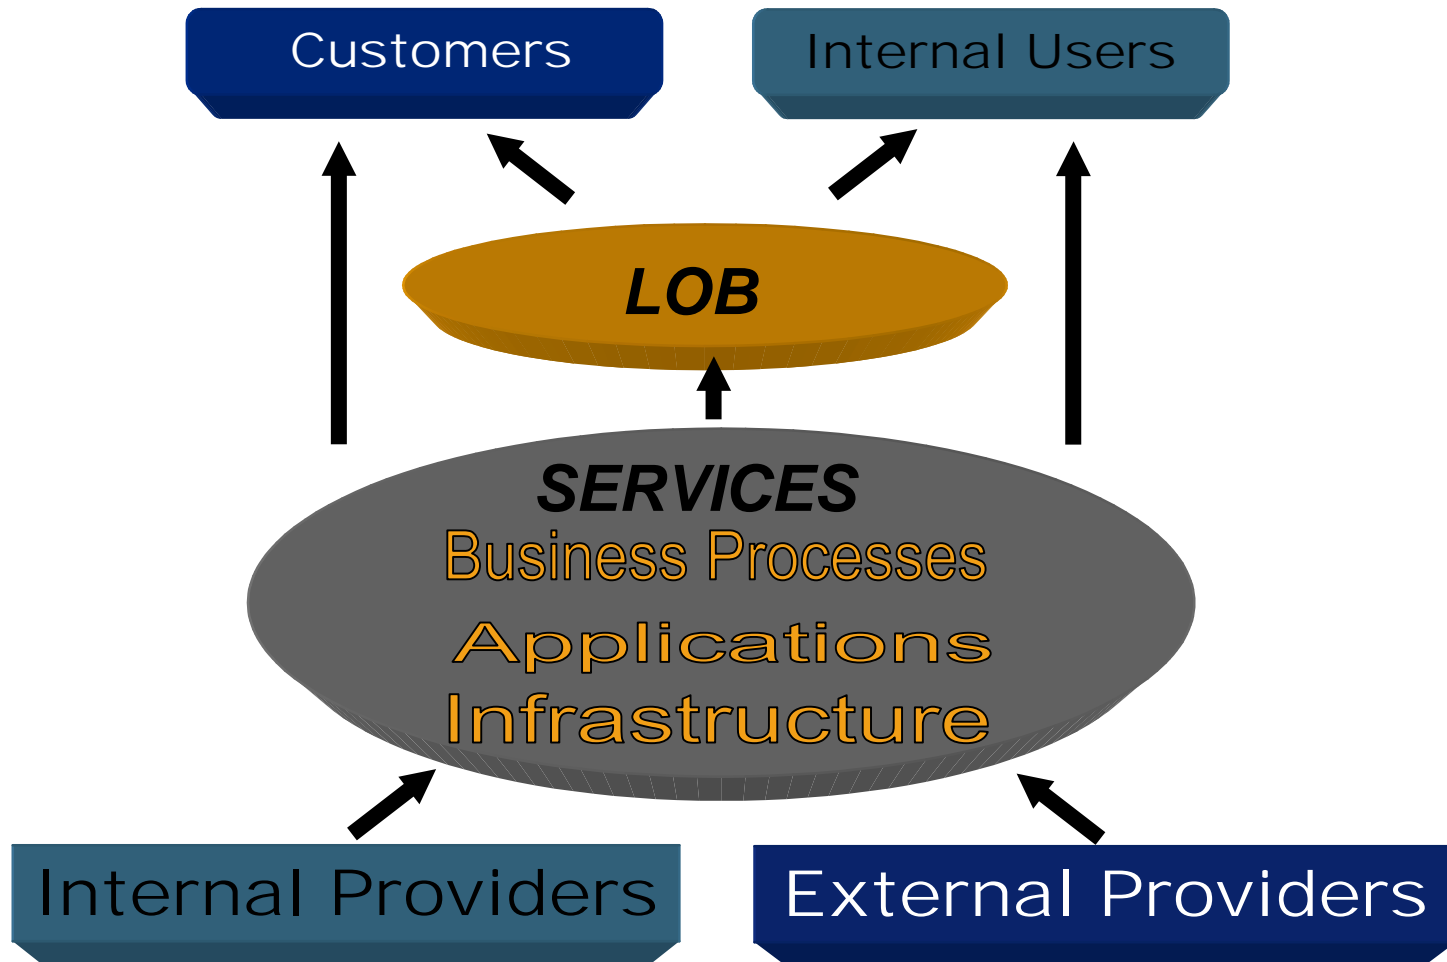 Customers
Internal Users
LOB
SERVICES
Business Processes
Applications
Infrastructure
Internal Providers
External Providers